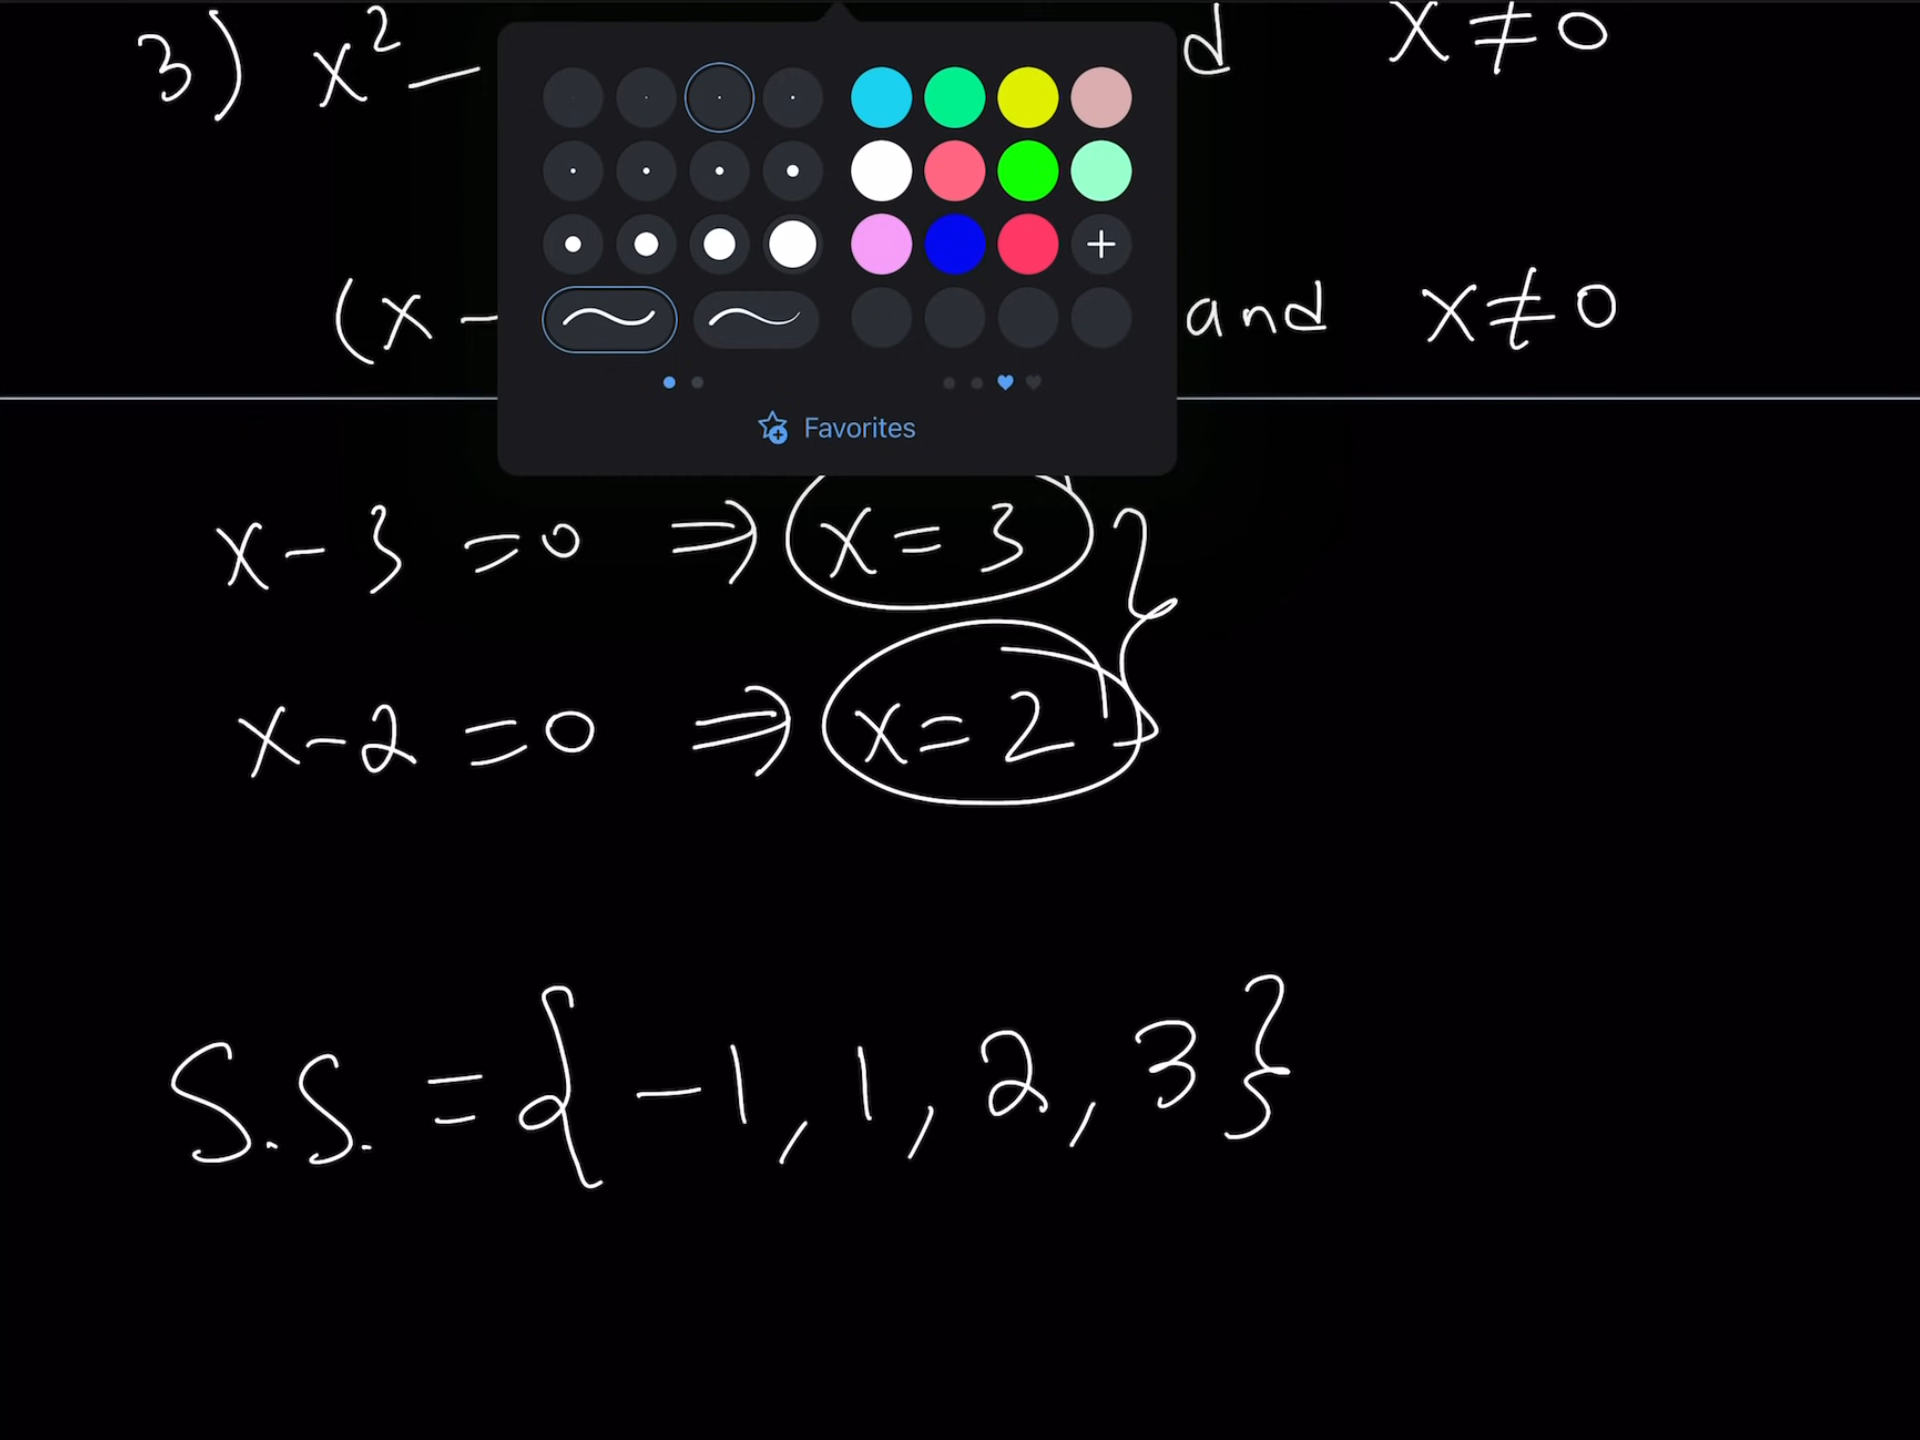 3) x² – d x ≠ 0
(x – and x ≠ 0
Favorites
x – 3 = 0 ⇒ x = 3 }
x – 2 = 0 ⇒ x = 2
S.S. = { –1, 1, 2, 3 }